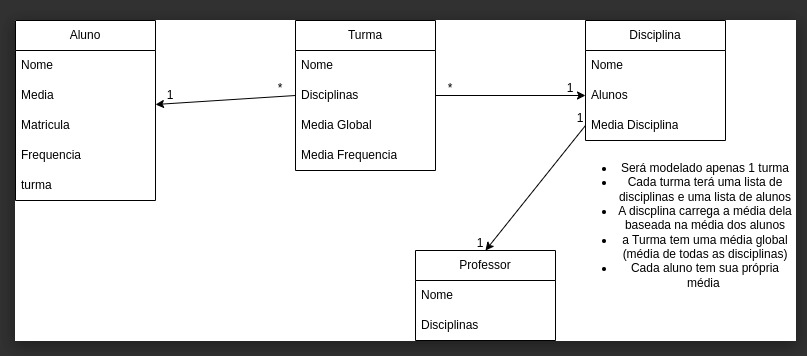 Aluno
Nome
Media
Matricula
Frequencia
turma
1
*
Turma
Nome
Disciplinas
Media Global
Media Frequencia
*
1
Disciplina
Nome
Alunos
Media Disciplina
1
1
Professor
Nome
Disciplinas
• Será modelado apenas 1 turma
• Cada turma terá uma lista de
disciplinas e uma lista de alunos
• A discplina carrega a média dela
baseada na média dos alunos
• a Turma tem uma média global
(média de todas as disciplinas)
• Cada aluno tem sua própria
média